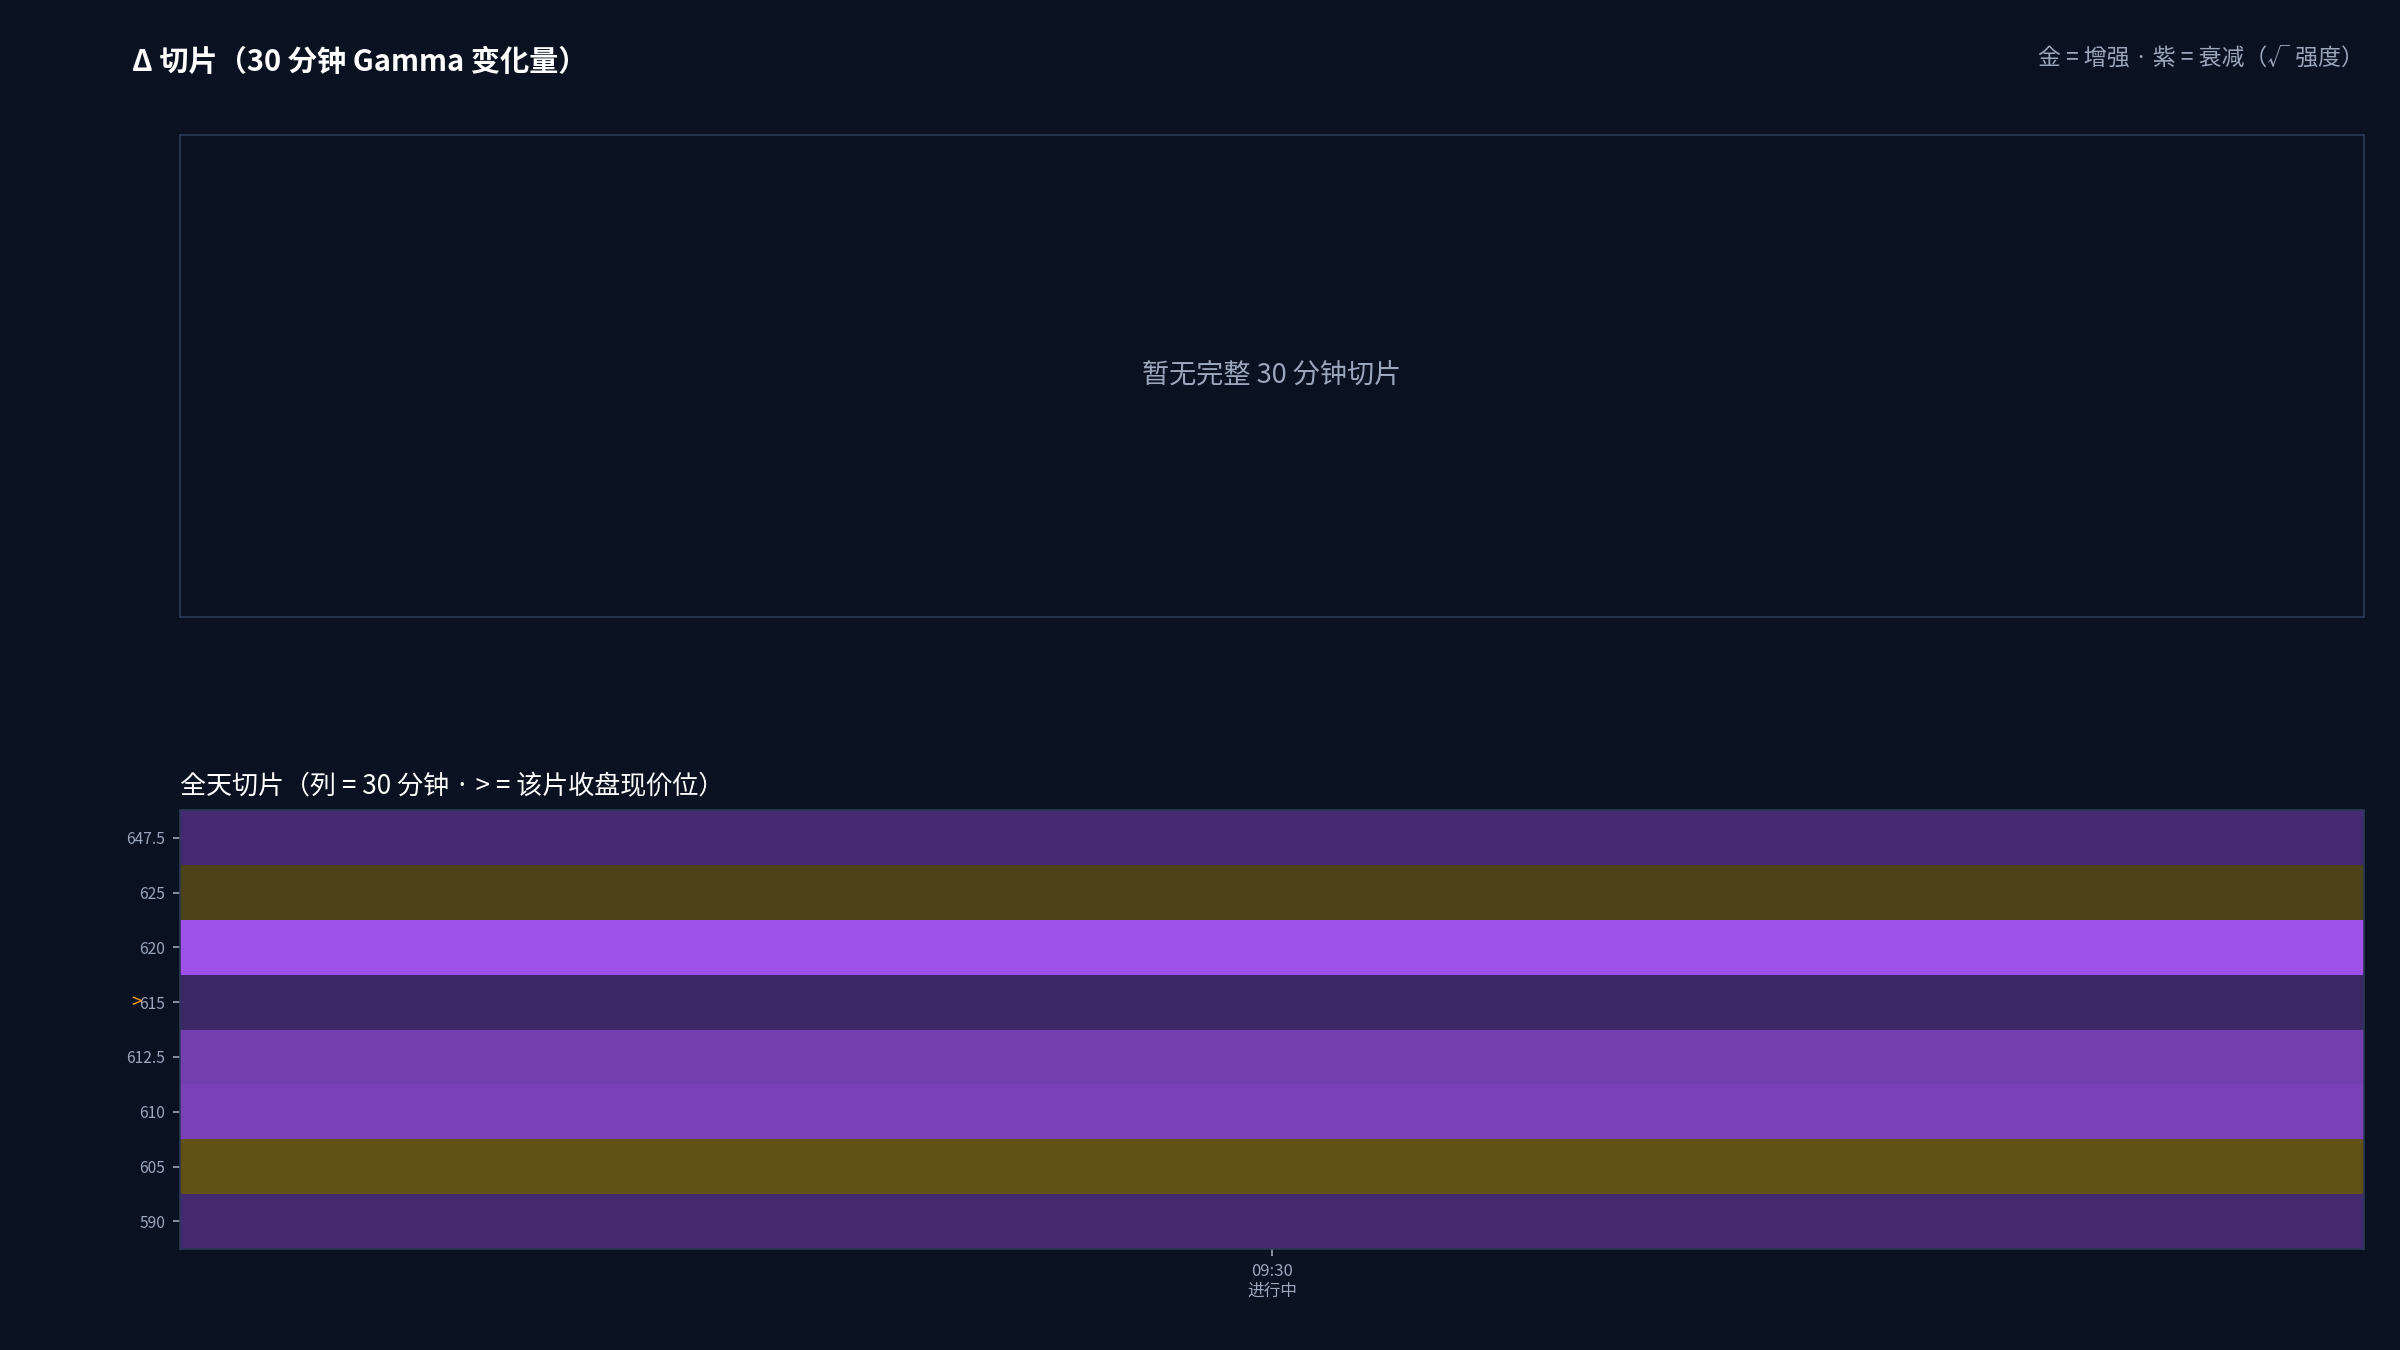 Δ 切片（30 分钟 Gamma 变化量）
金 = 增强 · 紫 = 衰减（√ 强度）
暂无完整 30 分钟切片
全天切片（列 = 30 分钟 · > = 该片收盘现价位）
647.5
625
620
>615
612.5
610
605
590
09:30
进行中